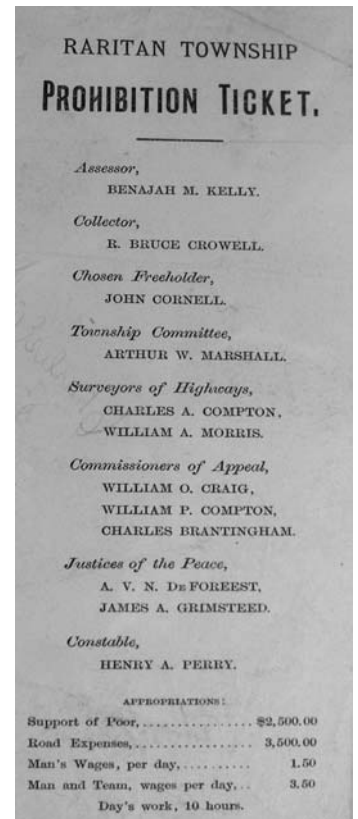 RARITAN TOWNSHIP
PROHIBITION TICKET.
Assessor,
BENAJAH M. KELLY.
Collector,
R. BRUCE CROWELL.
Chosen Freeholder,
JOHN CORNELL.
Township Committee,
ARTHUR W. MARSHALL.
Surveyors of Highways,
CHARLES A. COMPTON,
WILLIAM A. MORRIS.
Commissioners of Appeal,
WILLIAM O. CRAIG,
WILLIAM P. COMPTON,
CHARLES BRANTINGHAM.
Justices of the Peace,
A. V. N. DE FOREEST,
JAMES A. GRIMSTEED.
Constable,
HENRY A. PERRY.
APPROPRIATIONS:
Support of Poor,................ $2,500.00
Road Expenses,................. 3,500.00
Man's Wages, per day,.......... 1.50
Man and Team, wages per day,.. 3.50
Day's work, 10 hours.